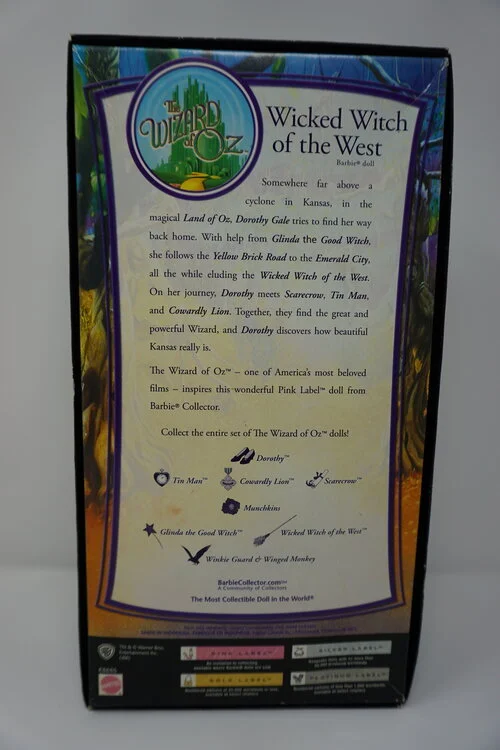 The
WIZARD
of OZ™
Wicked Witch
of the West
Barbie® doll
Somewhere far above a
cyclone in Kansas, in the
magical Land of Oz, Dorothy Gale tries to find her way
back home. With help from Glinda the Good Witch,
she follows the Yellow Brick Road to the Emerald City,
all the while eluding the Wicked Witch of the West.
On her journey, Dorothy meets Scarecrow, Tin Man,
and Cowardly Lion. Together, they find the great and
powerful Wizard, and Dorothy discovers how beautiful
Kansas really is.
The Wizard of Oz™ – one of America's most beloved
films – inspires this wonderful Pink Label™ doll from
Barbie® Collector.
Collect the entire set of The Wizard of Oz™ dolls!
Dorothy™
Tin Man™ Cowardly Lion™ Scarecrow™
Munchkins
Glinda the Good Witch™ Wicked Witch of the West™
Winkie Guard & Winged Monkey
BarbieCollector.com
A Community of Collectors
The Most Collectible Doll in the World®
PINK LABEL™ SILVER LABEL™
GOLD LABEL™ PLATINUM LABEL™
MATTEL